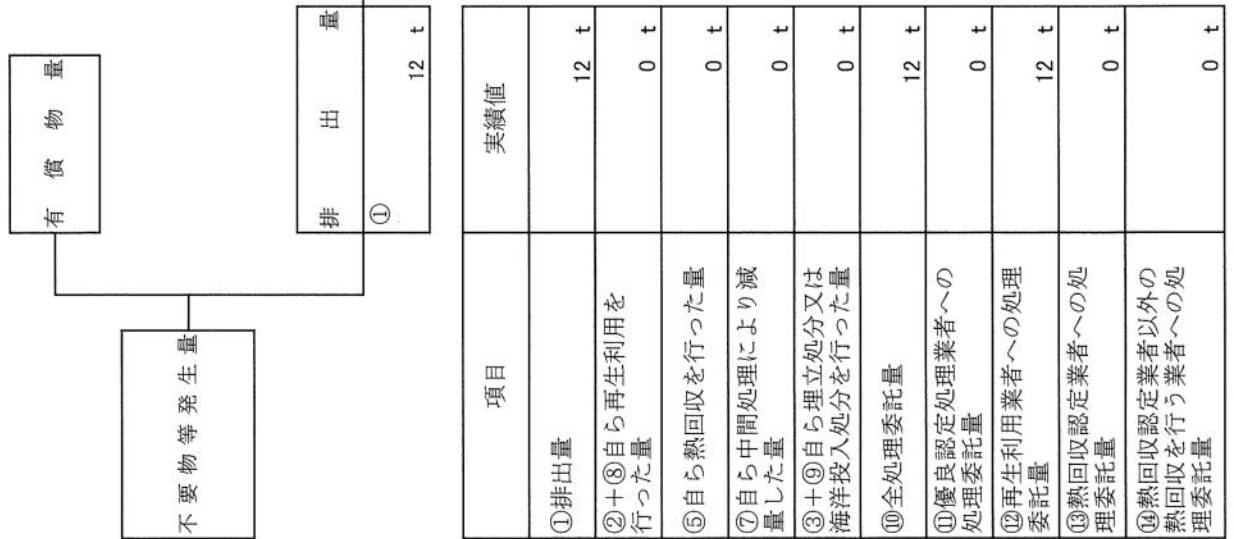 有償物量
不要物等発生量
排出量
①
12 t
項目 実績値
①排出量 12 t
②+⑧自ら再生利用を
行った量 0 t
⑤自ら熱回収を行った量 0 t
⑦自ら中間処理により減
量した量 0 t
③+⑨自ら埋立処分又は
海洋投入処分を行った量 0 t
⑩全処理委託量 12 t
⑪優良認定処理業者への
処理委託量 0 t
⑫再生利用業者への処理
委託量 12 t
⑬熱回収認定業者への処
理委託量 0 t
⑭熱回収認定業者以外の
熱回収を行う業者への処
理委託量 0 t